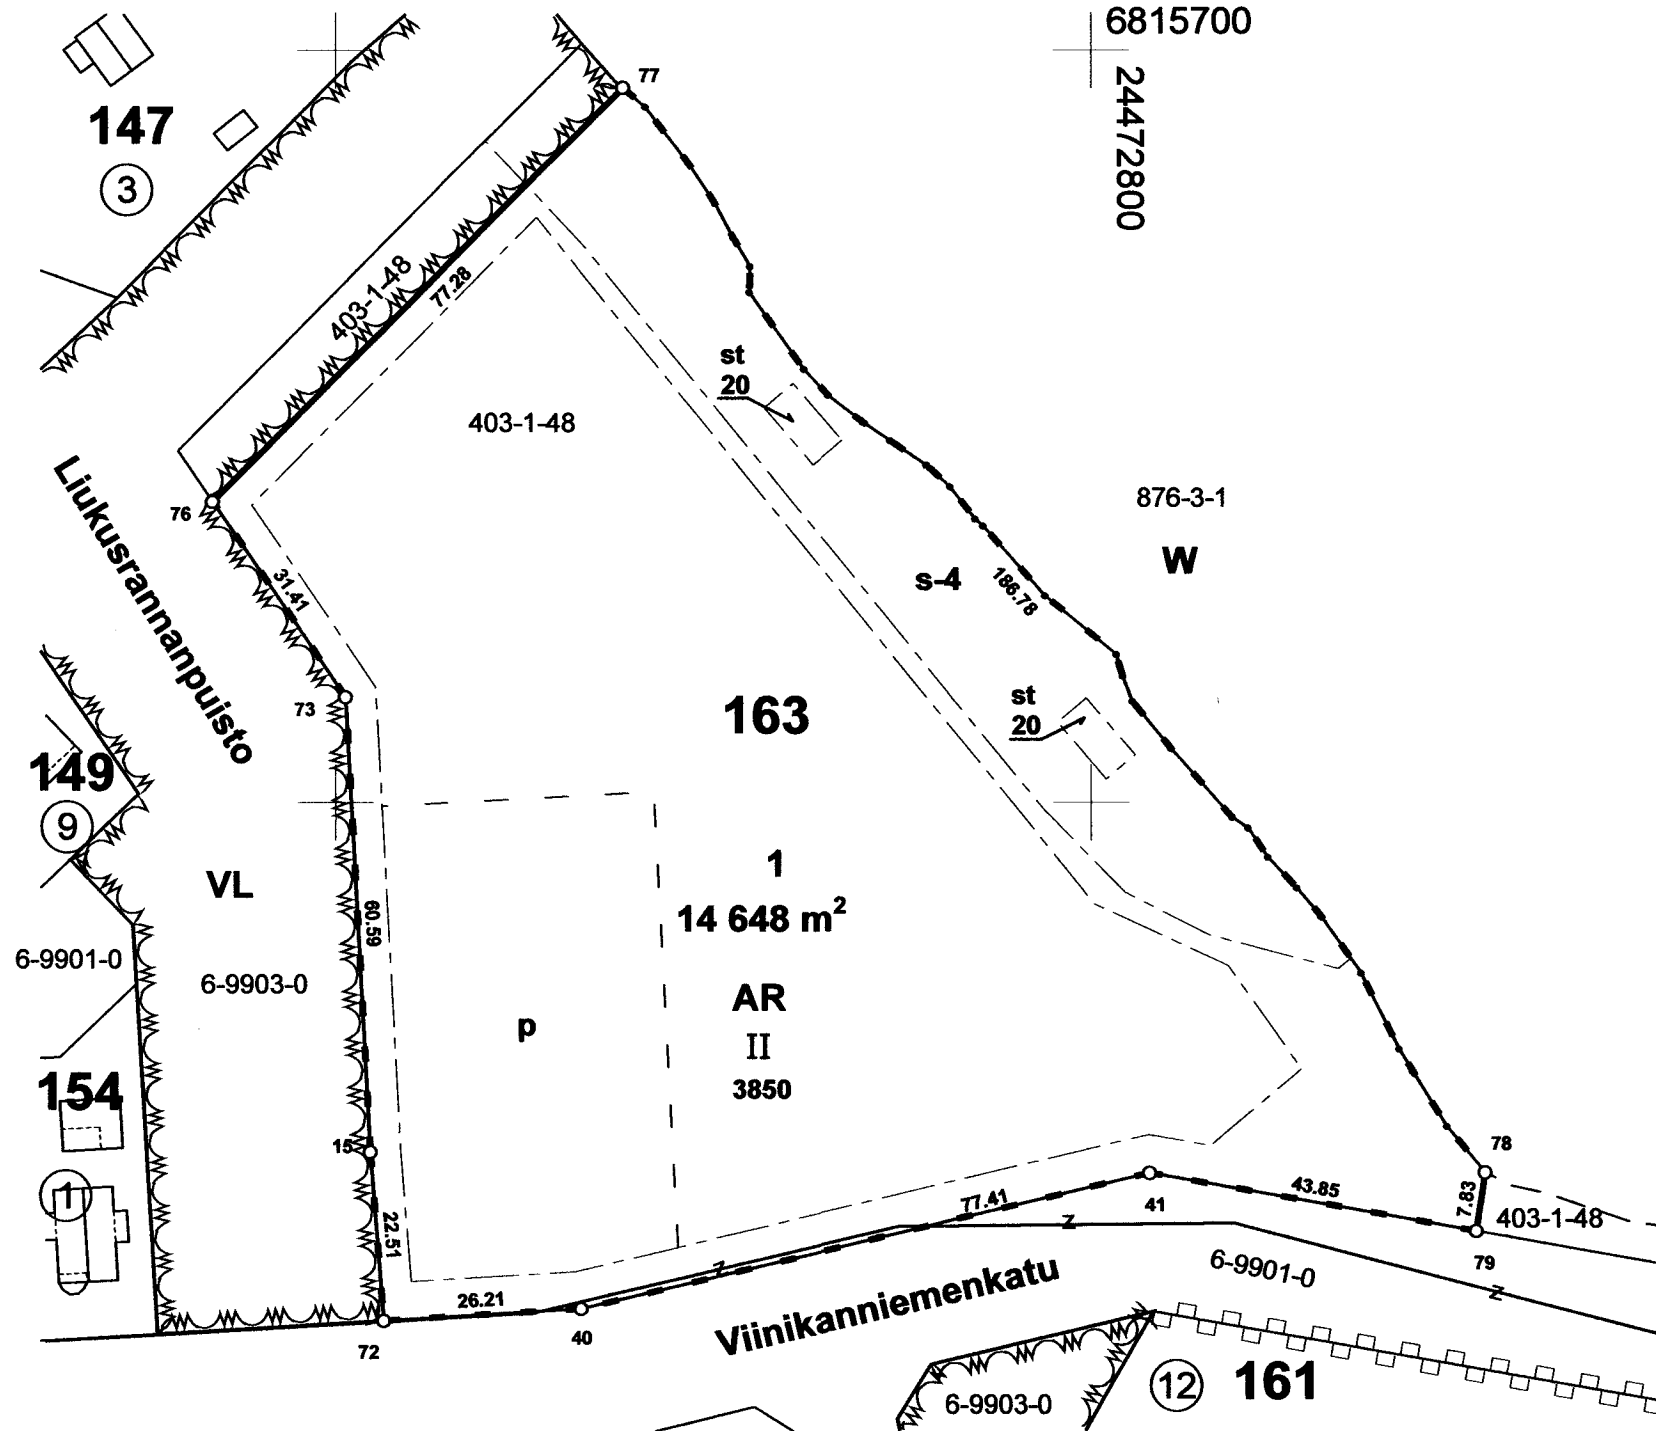 6815700
24472800
77
147
3
403-1-48
77.28
st
20
403-1-48
876-3-1
W
76
Liukusrannanpuisto
31.41
s-4
186.78
73
163
st
20
149
9
1
VL
14 648 m²
60.59
6-9901-0
6-9903-0
AR
p
II
154
3850
15
78
1
41
43.85
7.83
77.41
z
403-1-48
22.51
z
6-9901-0
79
z
26.21
40
Viinikanniemenkatu
72
12
161
6-9903-0